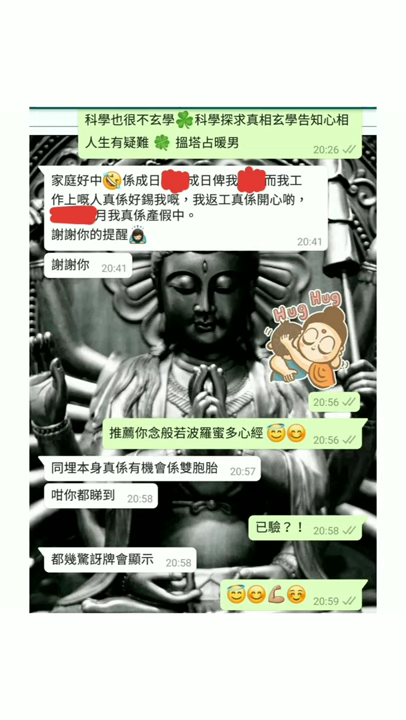 科學也很不玄學🍀科學探求真相玄學告知心相
人生有疑難 🍀 搵塔占暖男
20:26
家庭好中🤣係成日 成日俾我 而我工
作上嘅人真係好錫我嘅，我返工真係開心啲，
月我真係產假中。
謝謝你的提醒🙇🏻‍♀️
20:41
謝謝你 20:41
Hug Hug
20:56
推薦你念般若波羅蜜多心經 😇😊 20:56
同埋本身真係有機會係雙胞胎 20:57
咁你都睇到 20:58
已驗？！ 20:58
都幾驚訝牌會顯示 20:58
😇😊💪🏽☺️ 20:59